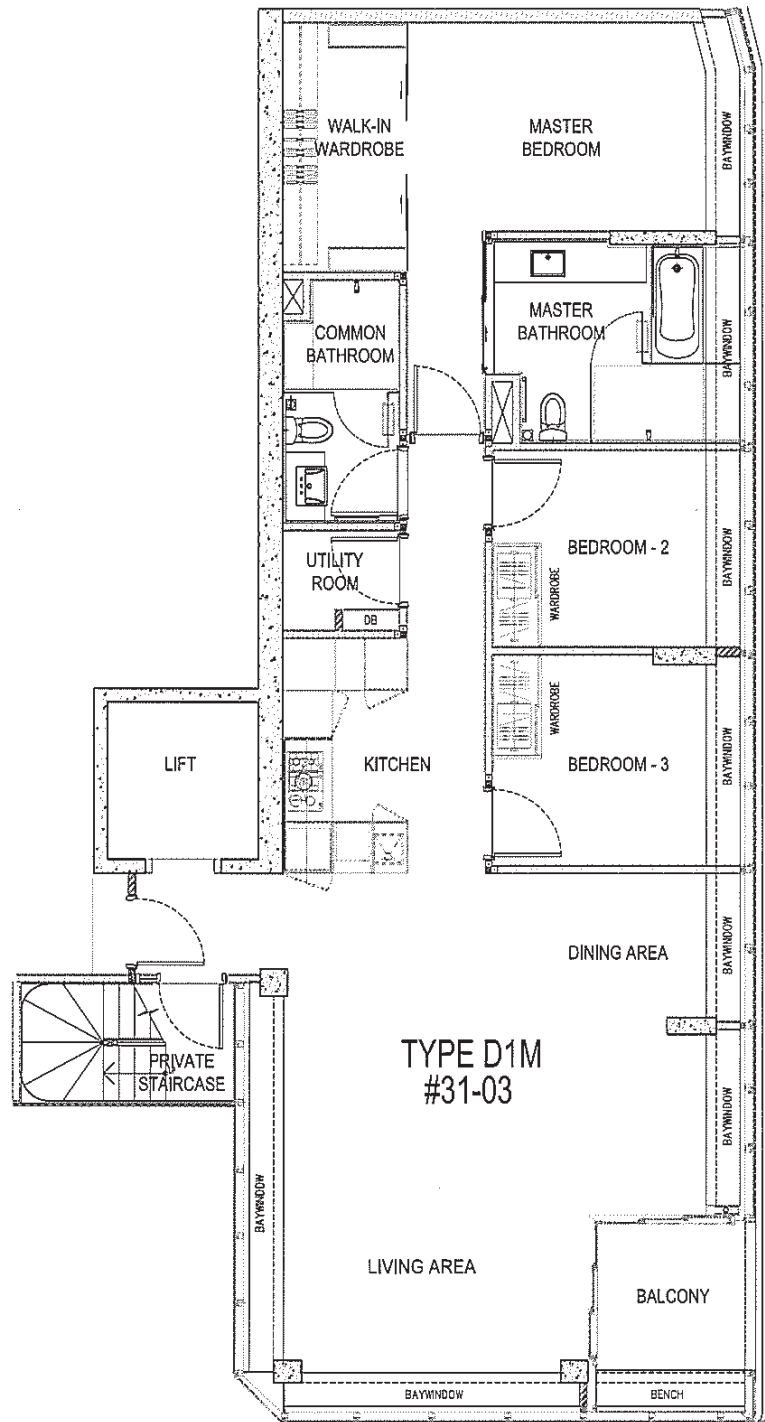 WALK-IN
WARDROBE
MASTER
BEDROOM
BAYWINDOW
MASTER
BATHROOM
BAYWINDOW
COMMON
BATHROOM
UTILITY
ROOM
DB
BEDROOM - 2
WARDROBE
BAYWINDOW
WARDROBE
BEDROOM - 3
BAYWINDOW
LIFT
KITCHEN
DINING AREA
BAYWINDOW
PRIVATE
STAIRCASE
TYPE D1M
#31-03
BAYWINDOW
BAYWINDOW
LIVING AREA
BALCONY
BAYWINDOW
BENCH